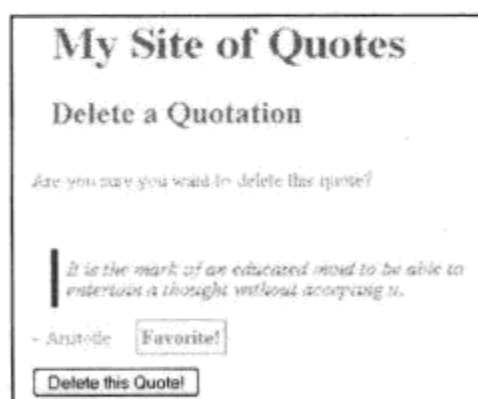 My Site of Quotes
Delete a Quotation
Are you sure you want to delete this quote?
It is the mark of an educated mind to be able to
entertain a thought without accepting it.
- Aristotle Favorite!
Delete this Quote!